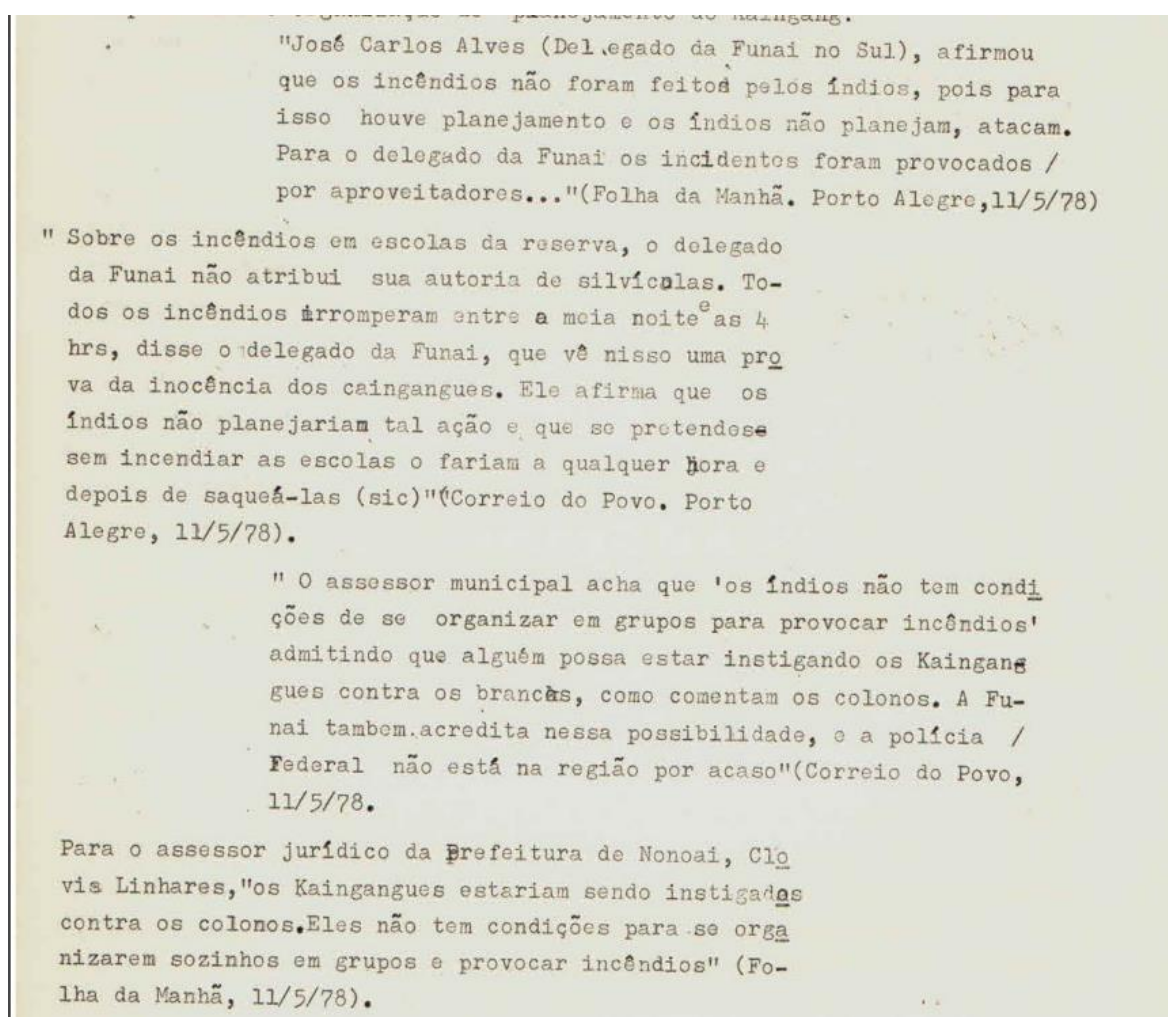 organização do planejamento do Kaingang.
"José Carlos Alves (Del.egado da Funai no Sul), afirmou
que os incêndios não foram feitos pelos índios, pois para
isso houve planejamento e os índios não planejam, atacam.
Para o delegado da Funai os incidentes foram provocados /
por aproveitadores..."(Folha da Manhã. Porto Alegre,11/5/78)
" Sobre os incêndios em escolas da reserva, o delegado
da Funai não atribui sua autoria de silvícolas. To-
dos os incêndios irromperam entre a meia noite e as 4
hrs, disse o delegado da Funai, que vê nisso uma pro
va da inocência dos caingangues. Ele afirma que os
índios não planejariam tal ação e que se pretendese
sem incendiar as escolas o fariam a qualquer hora e
depois de saqueá-las (sic)"(Correio do Povo. Porto
Alegre, 11/5/78).
" O assessor municipal acha que 'os índios não tem condi
ções de se organizar em grupos para provocar incêndios'
admitindo que alguém possa estar instigando os Kaingang
gues contra os brancos, como comentam os colonos. A Fu-
nai tambem.acredita nessa possibilidade, e a polícia /
Federal não está na região por acaso"(Correio do Povo,
11/5/78.
Para o assessor jurídico da Prefeitura de Nonoai, Clo
vis Linhares,"os Kaingangues estariam sendo instigados
contra os colonos.Eles não tem condições para se orga
nizarem sozinhos em grupos e provocar incêndios" (Fo-
lha da Manhã, 11/5/78).